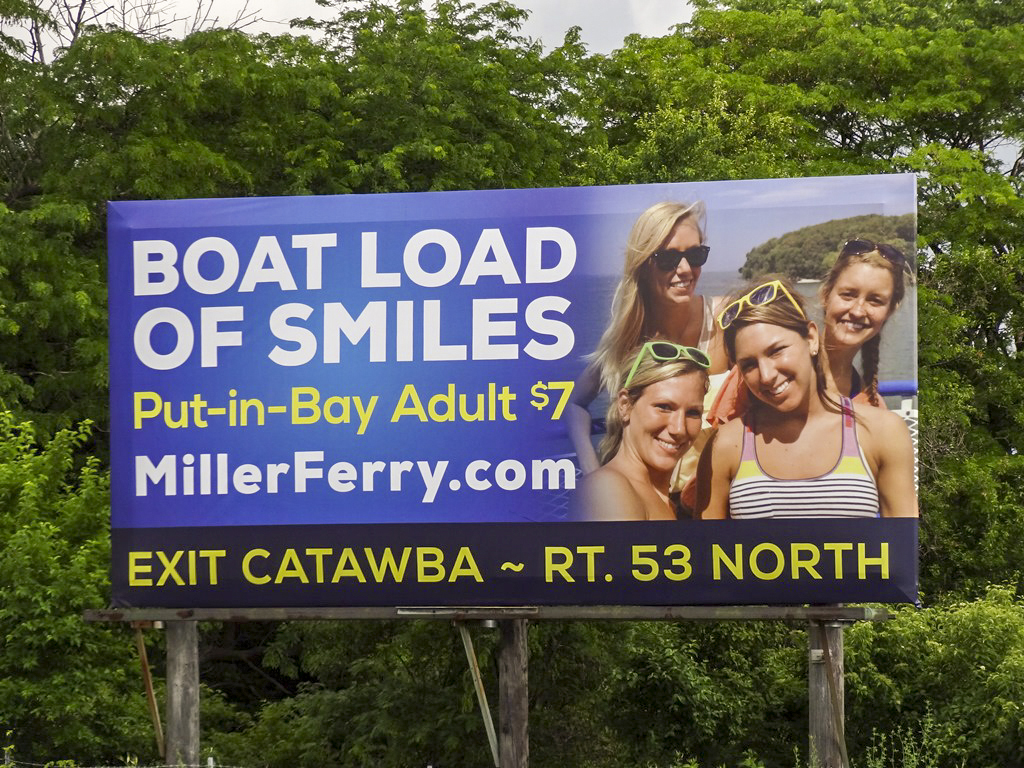 BOAT LOAD
OF SMILES
Put-in-Bay Adult $7
MillerFerry.com
EXIT CATAWBA ~ RT. 53 NORTH